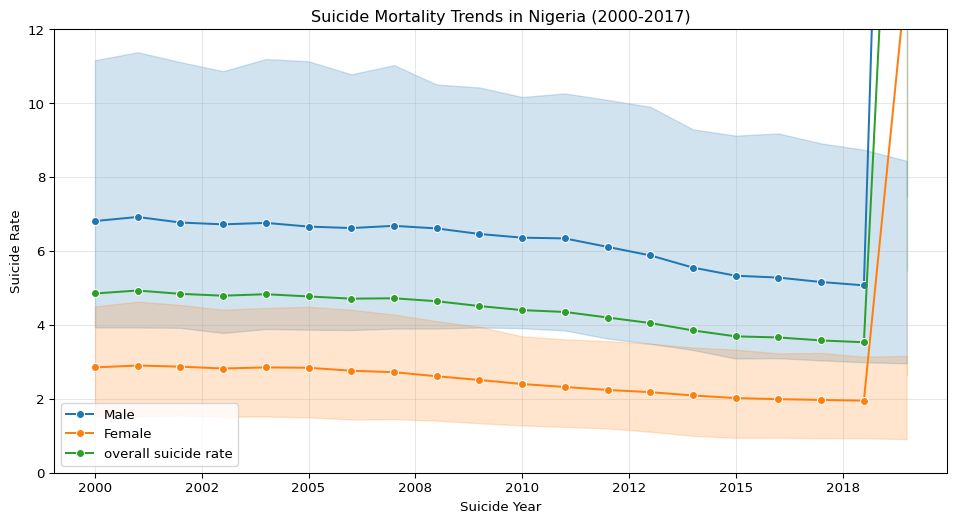 Suicide Mortality Trends in Nigeria (2000-2017)
12
10
8
6
4
2
0
Suicide Rate
Male
Female
overall suicide rate
2000 2002 2005 2008 2010 2012 2015 2018
Suicide Year